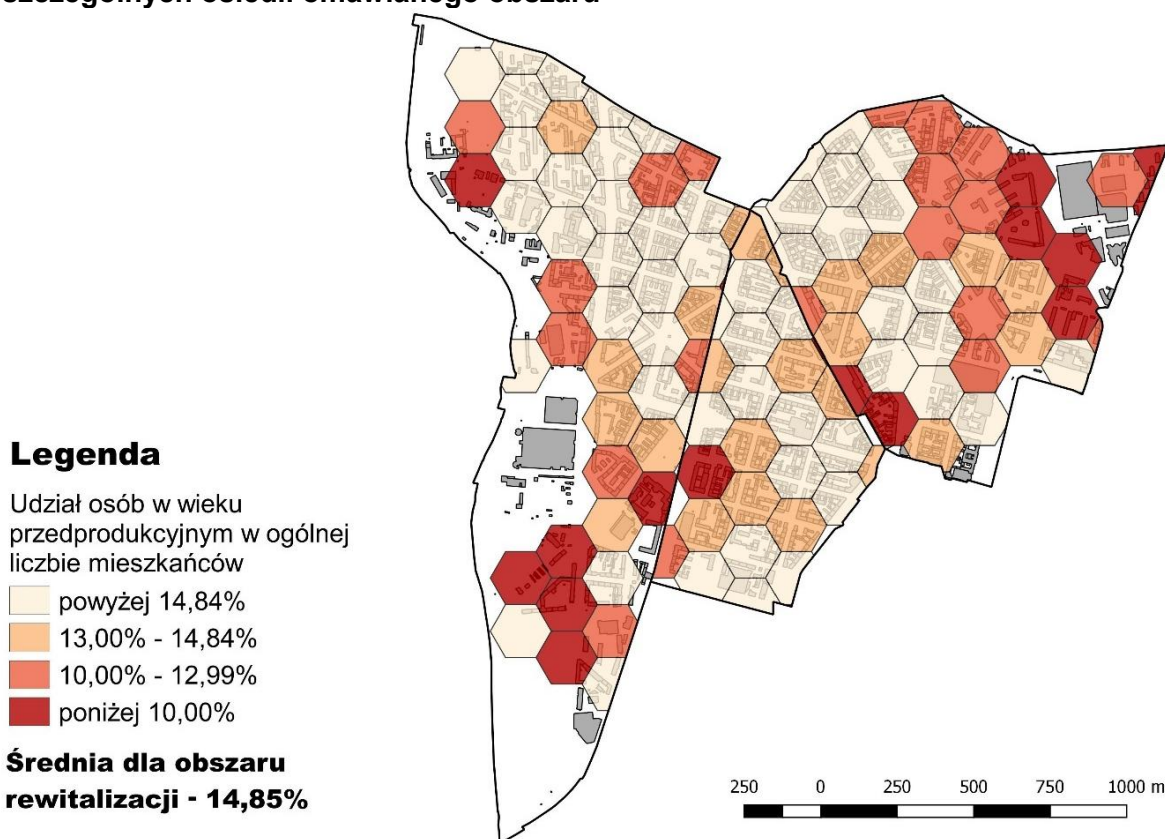 szczególnych osiedli omawianego obszaru
Legenda
Udział osób w wieku
przedprodukcyjnym w ogólnej
liczbie mieszkańców
powyżej 14,84%
13,00% - 14,84%
10,00% - 12,99%
poniżej 10,00%
Średnia dla obszaru
rewitalizacji - 14,85%
250 0 250 500 750 1000 m